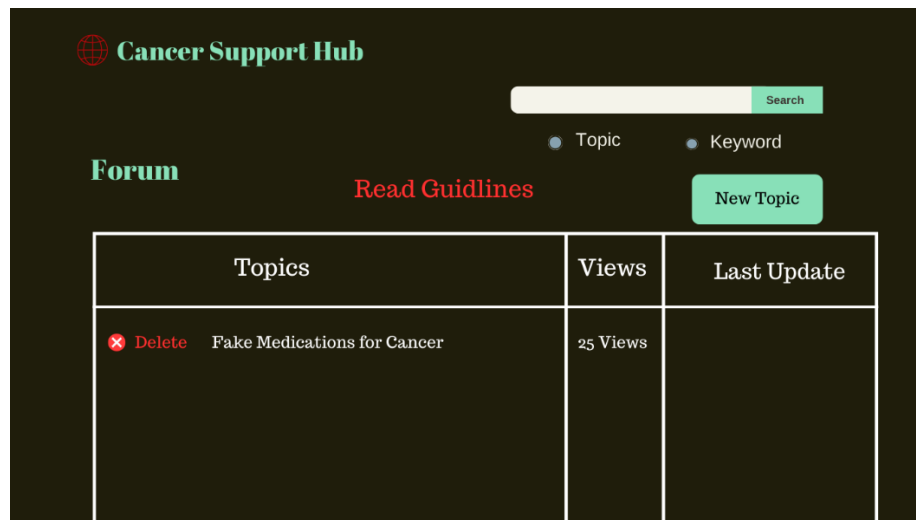 Cancer Support Hub
Search
Topic Keyword
Forum
Read Guidlines
New Topic
Topics Views Last Update
Delete Fake Medications for Cancer 25 Views